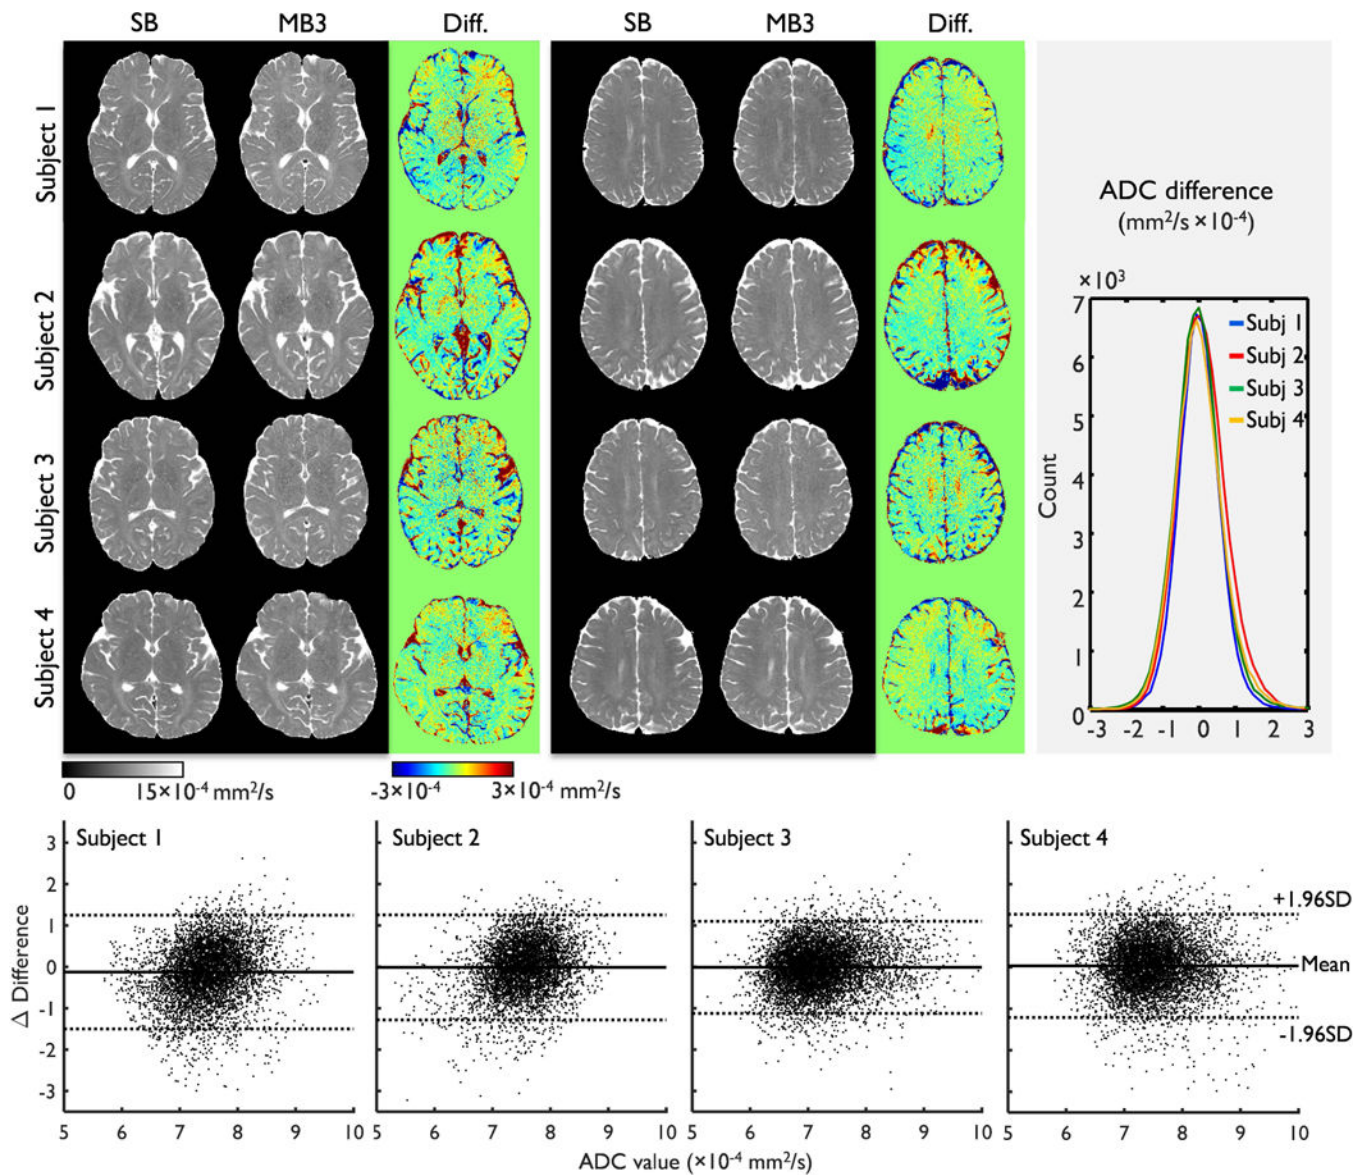 SB MB3 Diff. SB MB3 Diff.
Subject 1
Subject 2
Subject 3
Subject 4
0 15×10⁻⁴ mm²/s
-3×10⁻⁴ 3×10⁻⁴ mm²/s
ADC difference
(mm²/s ×10⁻⁴)
×10³
7
6
5
4
3
2
1
0
Count
Subj 1
Subj 2
Subj 3
Subj 4
-3 -2 -1 0 1 2 3
Subject 1 Subject 2 Subject 3 Subject 4
3
2
1
0
-1
-2
-3
Δ Difference
+1.96SD
Mean
-1.96SD
5 6 7 8 9 10 5 6 7 8 9 10 5 6 7 8 9 10 5 6 7 8 9 10
ADC value (×10⁻⁴ mm²/s)